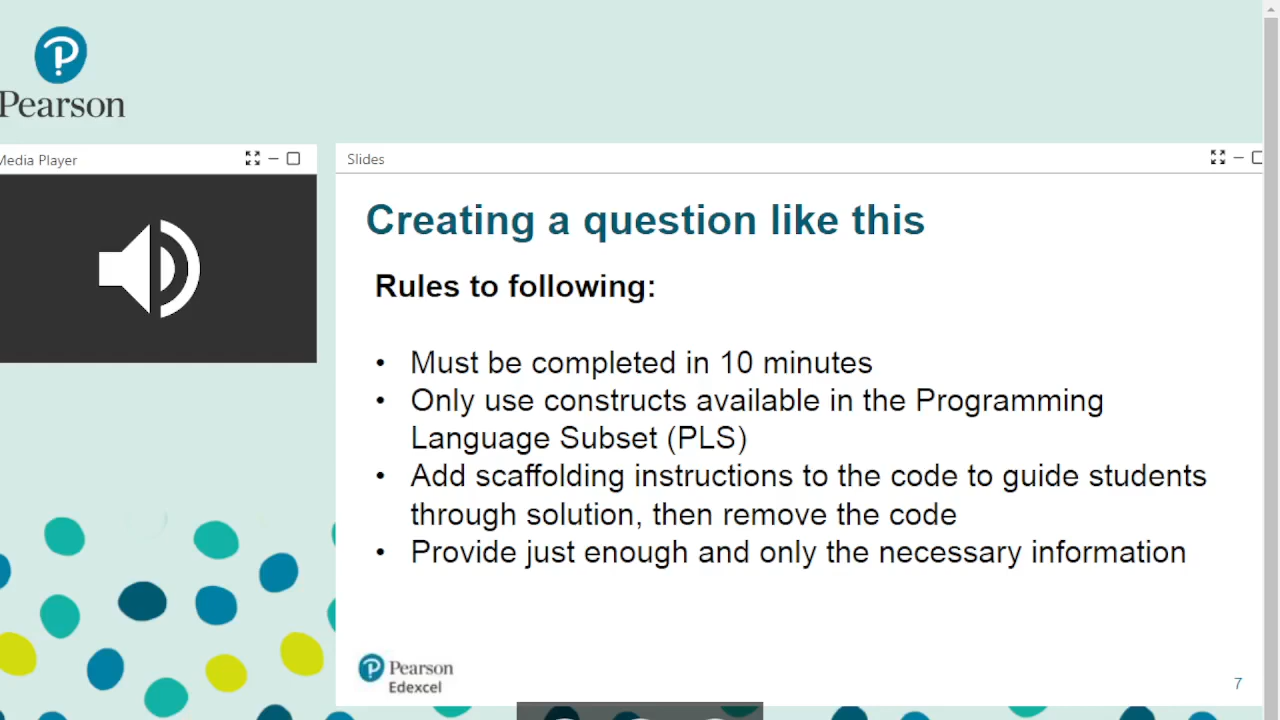 Pearson
Media Player
Slides
Creating a question like this
Rules to following:
• Must be completed in 10 minutes
• Only use constructs available in the Programming
Language Subset (PLS)
• Add scaffolding instructions to the code to guide students
through solution, then remove the code
• Provide just enough and only the necessary information
Pearson
Edexcel
7